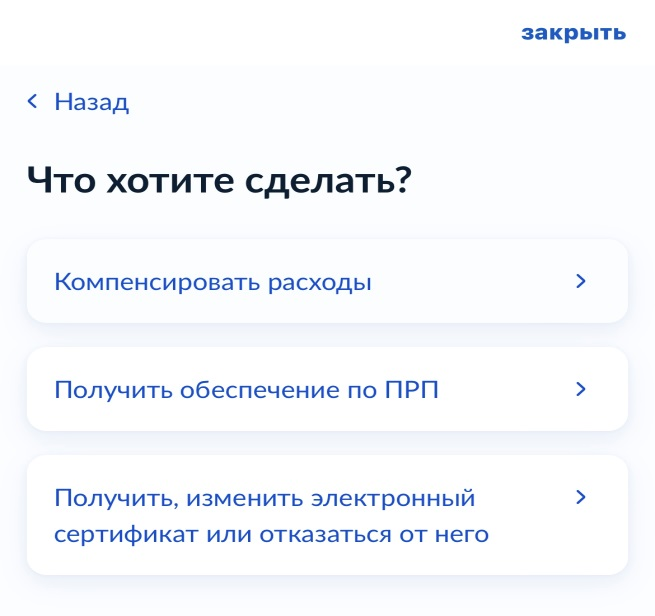 закрыть
Назад
Что хотите сделать?
Компенсировать расходы
Получить обеспечение по ПРП
Получить, изменить электронный
сертификат или отказаться от него